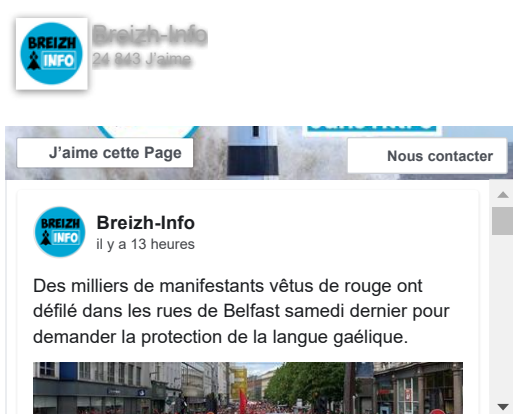 BREIZH
INFO
Breizh-Info
24 843 J'aime
J'aime cette Page
Nous contacter
BREIZH
INFO
Breizh-Info
il y a 13 heures
Des milliers de manifestants vêtus de rouge ont
défilé dans les rues de Belfast samedi dernier pour
demander la protection de la langue gaélique.